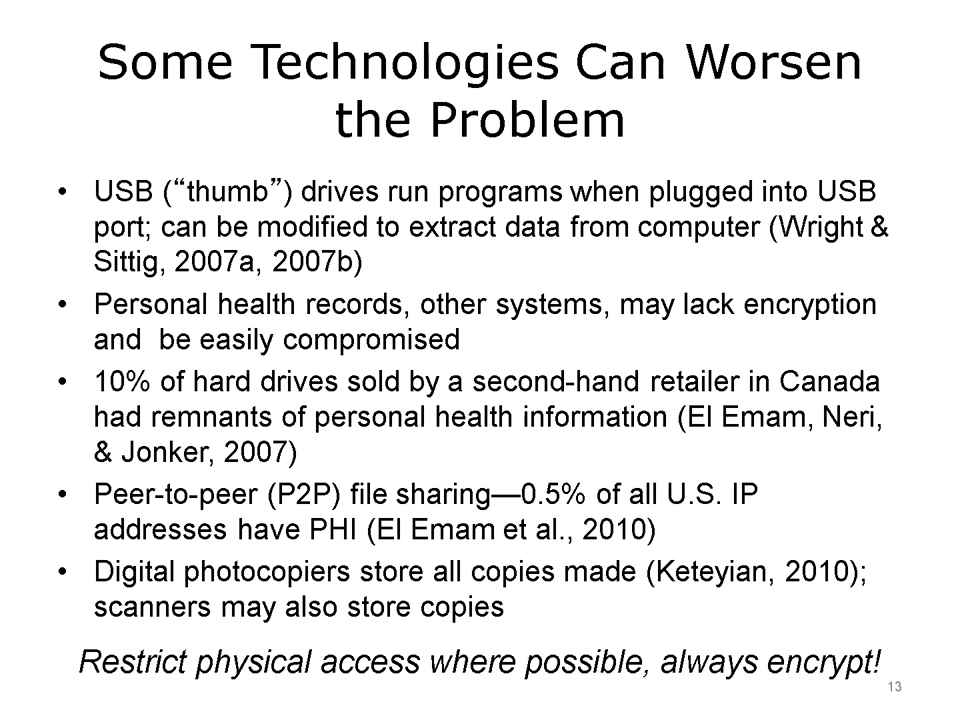 Some Technologies Can Worsen
the Problem
• USB (“thumb”) drives run programs when plugged into USB
port; can be modified to extract data from computer (Wright &
Sittig, 2007a, 2007b)
• Personal health records, other systems, may lack encryption
and  be easily compromised
• 10% of hard drives sold by a second-hand retailer in Canada
had remnants of personal health information (El Emam, Neri,
& Jonker, 2007)
• Peer-to-peer (P2P) file sharing—0.5% of all U.S. IP
addresses have PHI (El Emam et al., 2010)
• Digital photocopiers store all copies made (Keteyian, 2010);
scanners may also store copies
Restrict physical access where possible, always encrypt!
13